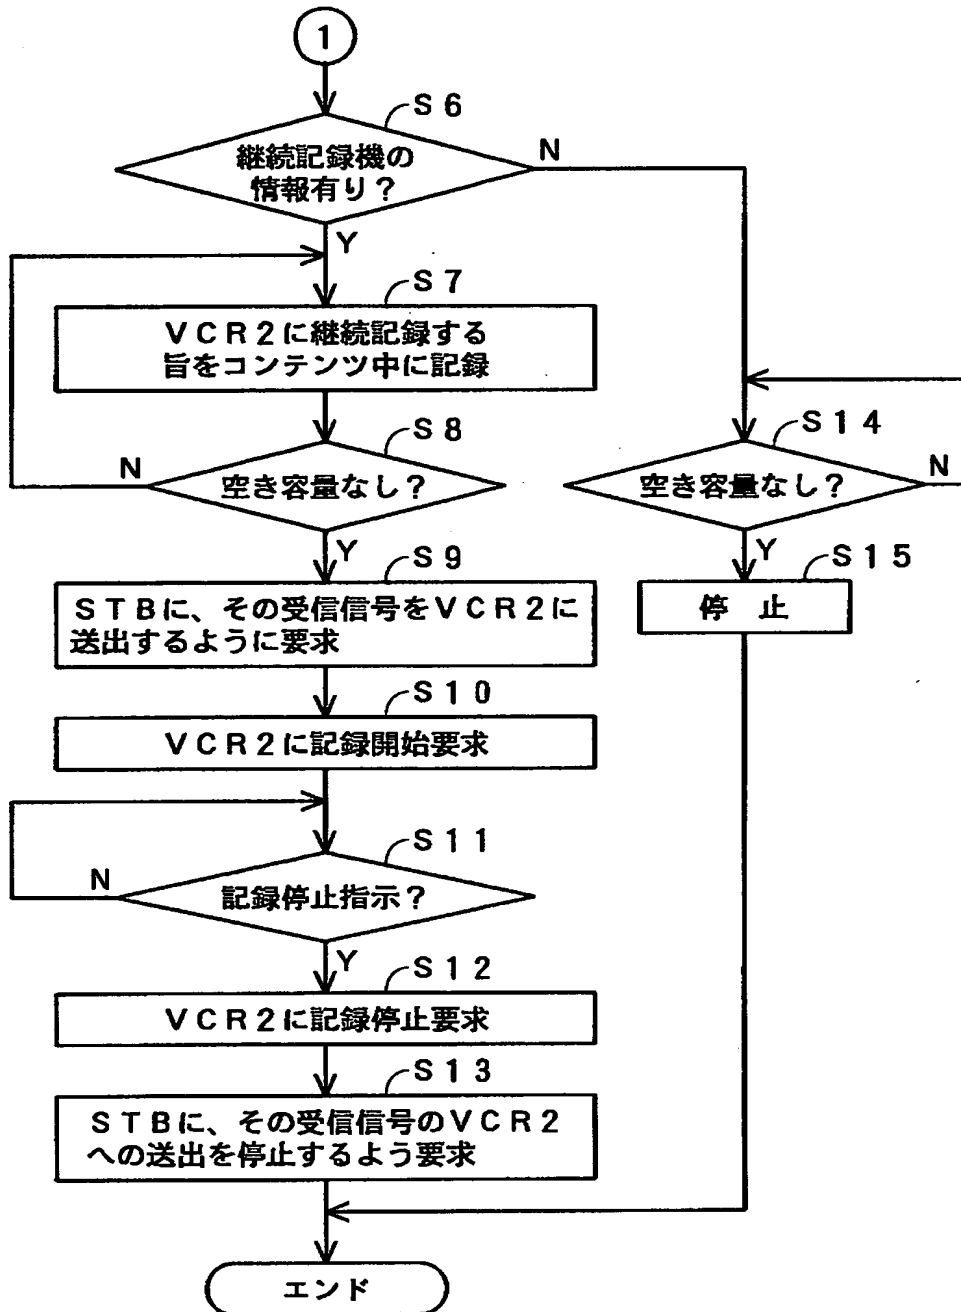 1
S6
継続記録機の
情報有り？
N
Y
S7
VCR2に継続記録する
旨をコンテンツ中に記録
S8
空き容量なし？
N
Y
S9
STBに、その受信信号をVCR2に
送出するように要求
S10
VCR2に記録開始要求
S11
記録停止指示？
N
Y
S12
VCR2に記録停止要求
S13
STBに、その受信信号のVCR2
への送出を停止するよう要求
S14
空き容量なし？
N
Y
S15
停 止
エンド